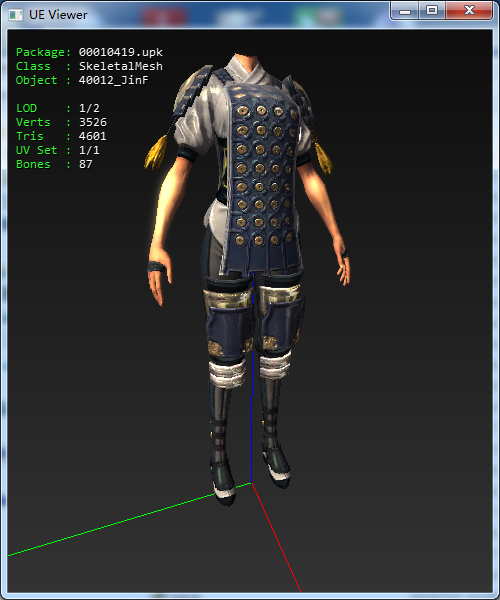 UE Viewer
Package: 00010419.upk
Class  : SkeletalMesh
Object : 40012_JinF
LOD    : 1/2
Verts  : 3526
Tris   : 4601
UV Set : 1/1
Bones  : 87